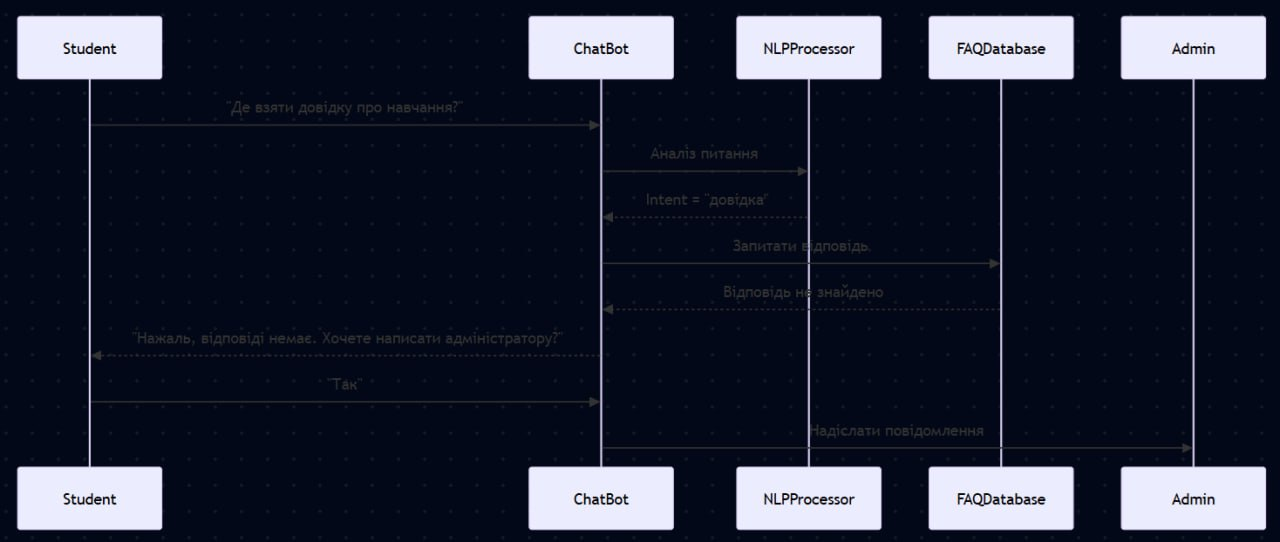 Student
ChatBot
NLPProcessor
FAQDatabase
Admin
"Де взяти довідку про навчання?"
Аналіз питання
Intent = "довідка"
Запитати відповідь
Відповідь не знайдено
"Нажаль, відповіді немає. Хочете написати адміністратору?"
"Так"
Надіслати повідомлення
Student
ChatBot
NLPProcessor
FAQDatabase
Admin